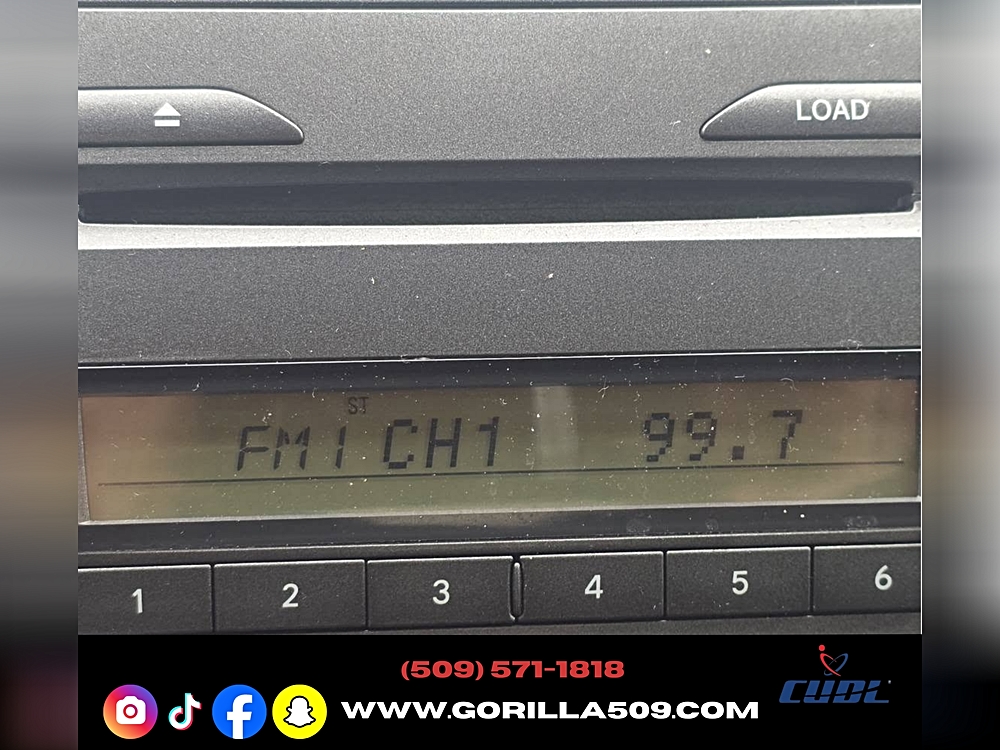 LOAD
ST
FM1 CH1 99.7
1 2 3 4 5 6
(509) 571-1818
WWW.GORILLA509.COM
CUDL